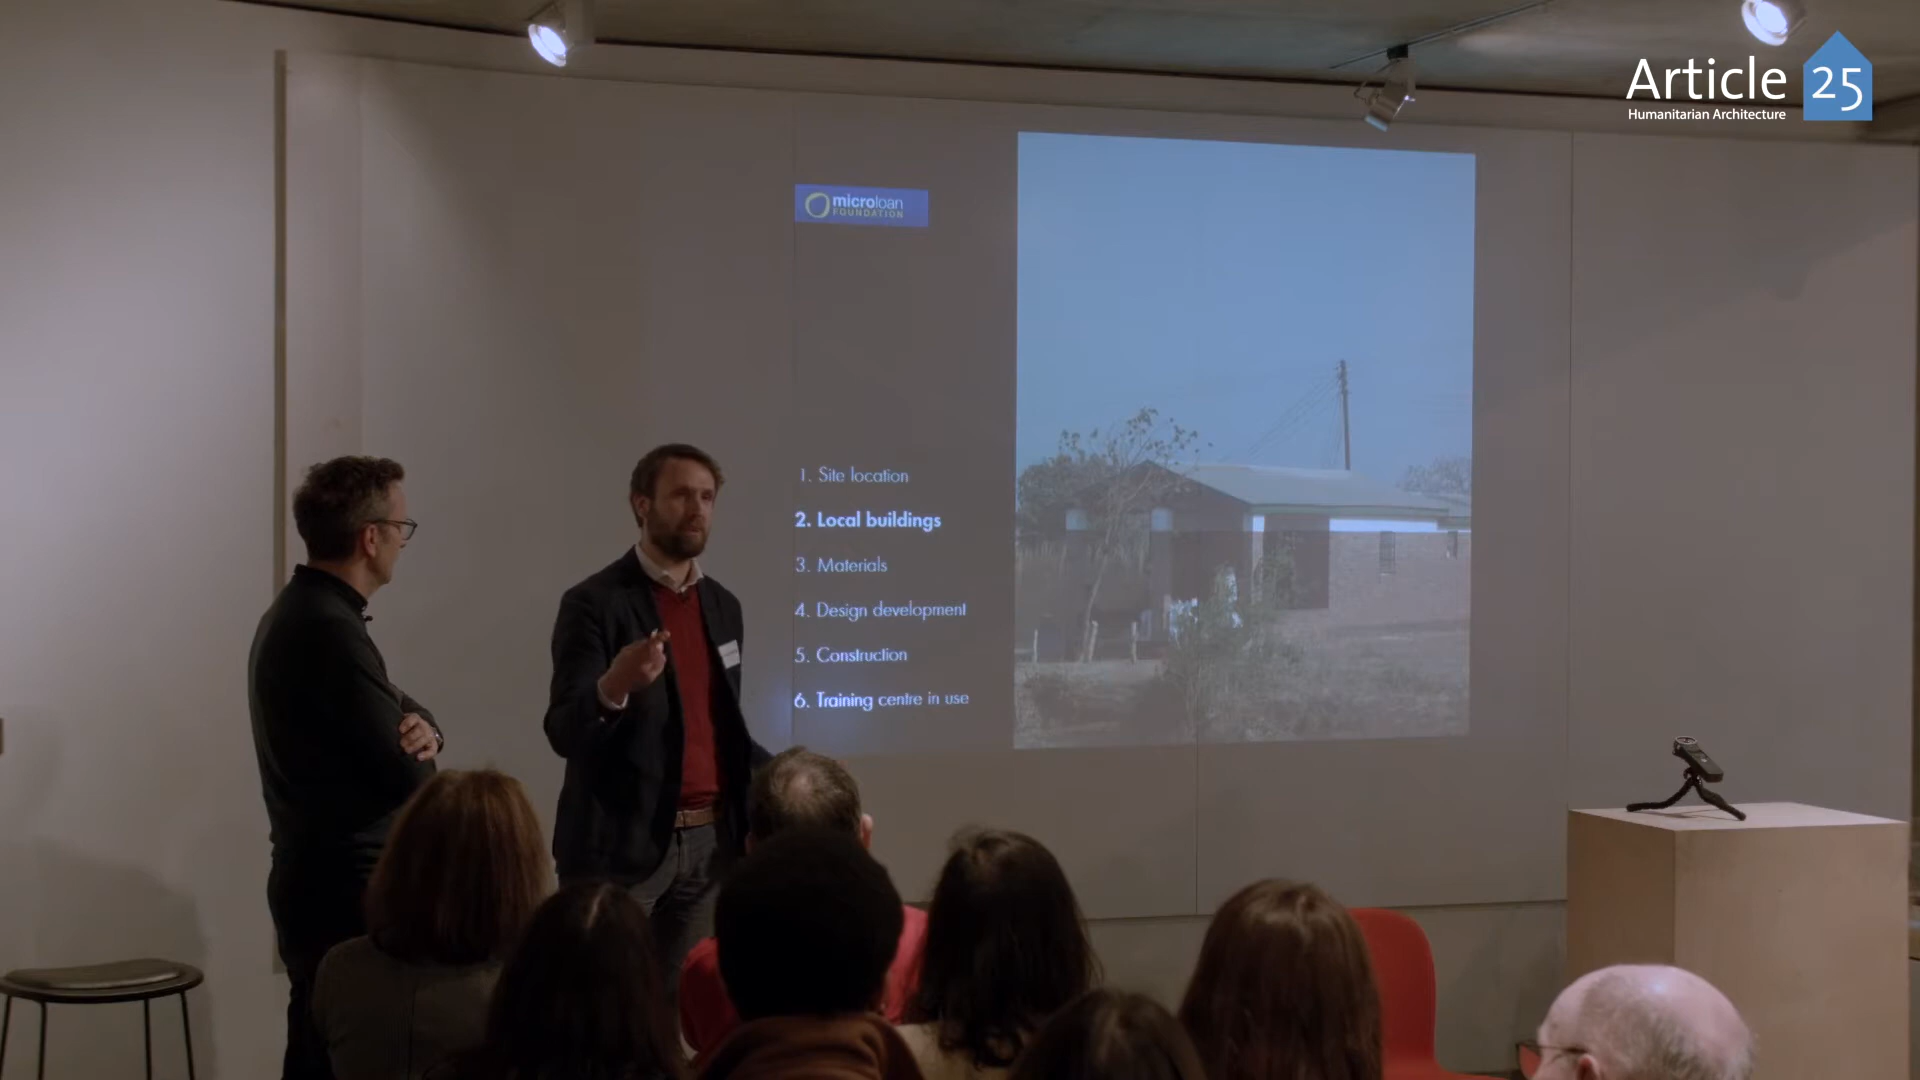 Article 25
Humanitarian Architecture
microloan
FOUNDATION
1. Site location
2. Local buildings
3. Materials
4. Design development
5. Construction
6. Training centre in use